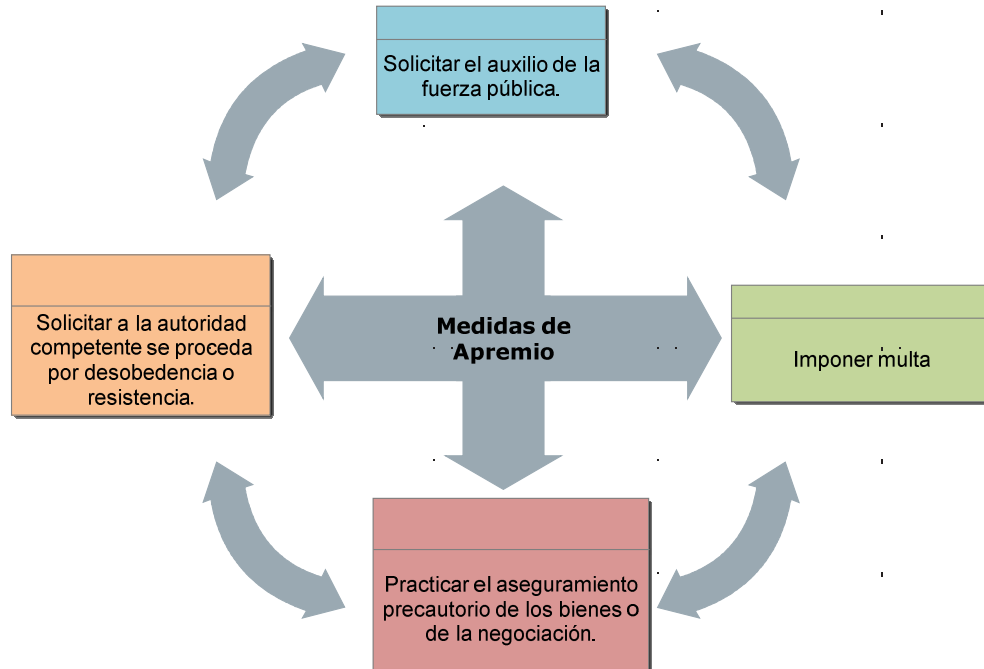 Solicitar el auxilio de la
fuerza pública.
Solicitar a la autoridad
competente se proceda
por desobedencia o
resistencia.
Medidas de
Apremio
Imponer multa
Practicar el aseguramiento
precautorio de los bienes o
de la negociación.